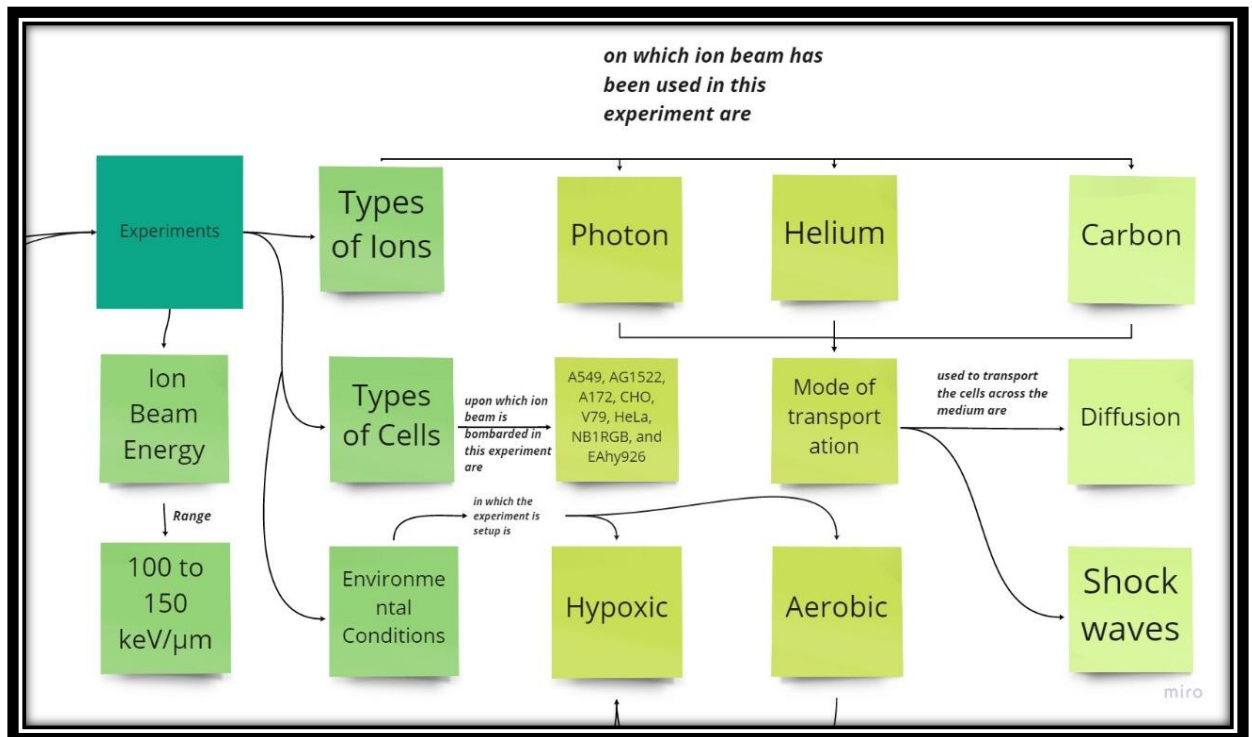 on which ion beam has
been used in this
experiment are
Experiments
Types
of Ions
Photon
Helium
Carbon
Ion
Beam
Energy
Types
of Cells
upon which ion
beam is
bombarded in
this experiment
are
A549, AG1522,
A172, CHO,
V79, HeLa,
NB1RGB, and
EAhy926
Mode of
transport
ation
used to transport
the cells across the
medium are
Diffusion
Range
in which the
experiment is
setup is
100 to
150
keV/μm
Environme
ntal
Conditions
Hypoxic
Aerobic
Shock
waves
miro